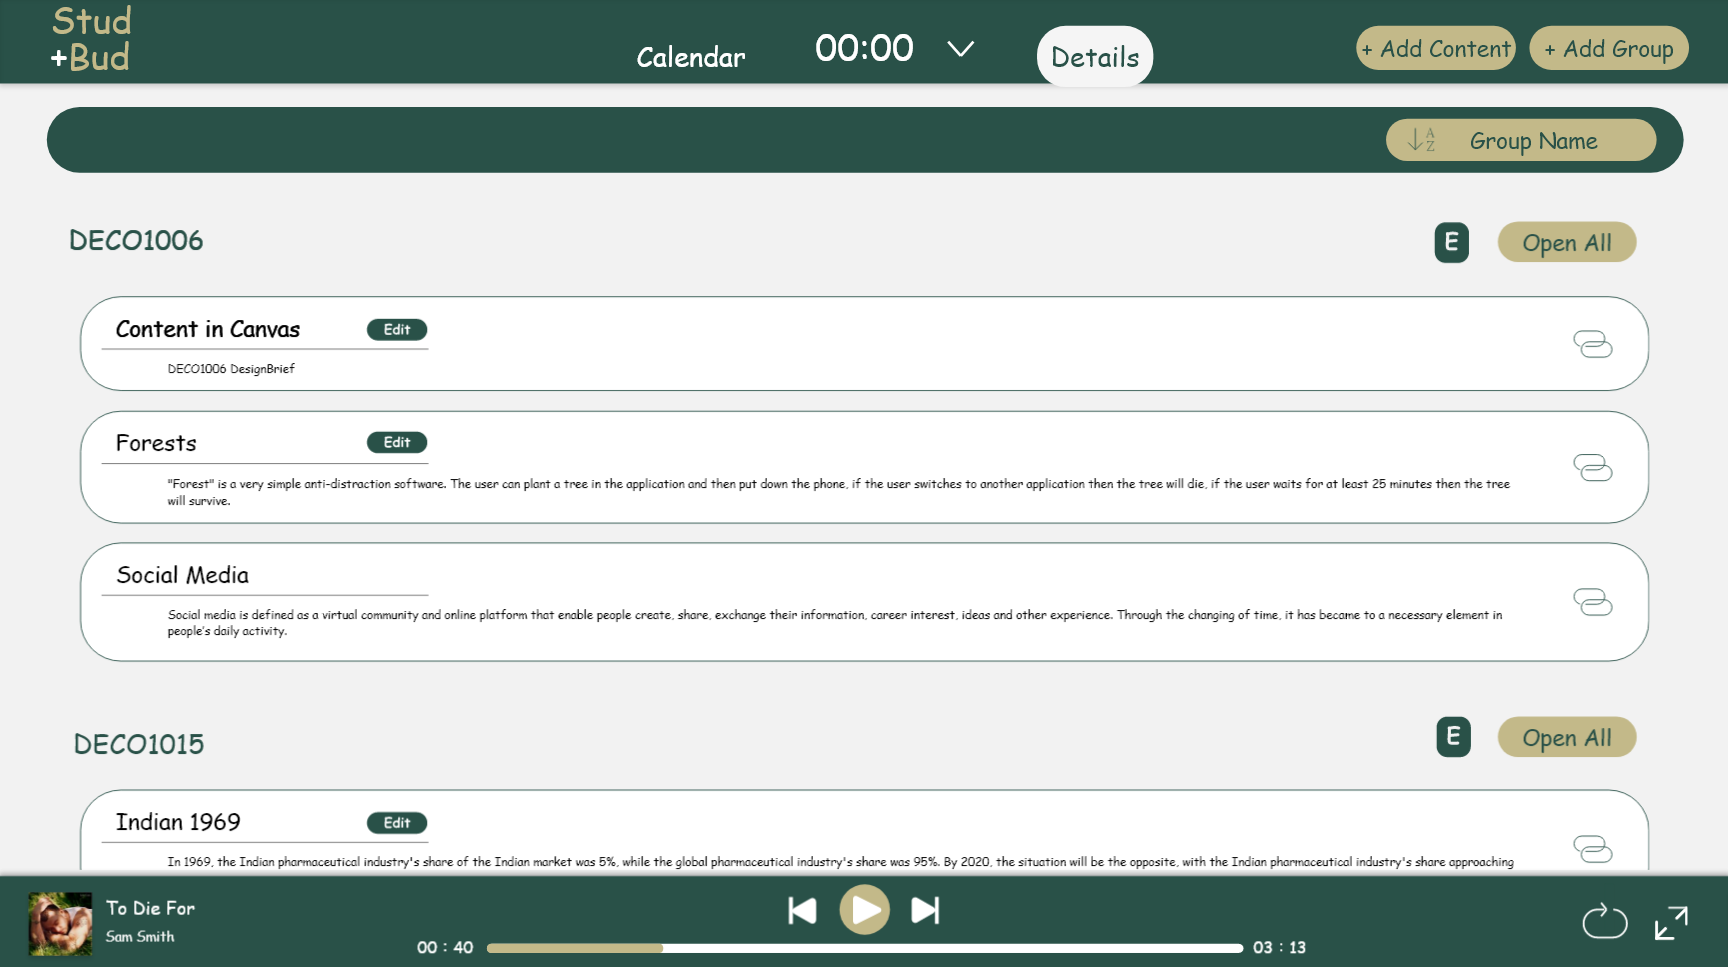 Stud
+Bud
Calendar
00:00
Details
+ Add Content
+ Add Group
A
Z
Group Name
DECO1006
E
Open All
Content in Canvas
Edit
DECO1006 DesignBrief
Forests
Edit
"Forest" is a very simple anti-distraction software. The user can plant a tree in the application and then put down the phone, if the user switches to another application then the tree will die, if the user waits for at least 25 minutes then the tree
will survive.
Social Media
Social media is defined as a virtual community and online platform that enable people create, share, exchange their information, career interest, ideas and other experience. Through the changing of time, it has became to a necessary element in
people's daily activity.
DECO1015
E
Open All
Indian 1969
Edit
In 1969, the Indian pharmaceutical industry's share of the Indian market was 5%, while the global pharmaceutical industry's share was 95%. By 2020, the situation will be the opposite, with the Indian pharmaceutical industry's share approaching
To Die For
Sam Smith
00 : 40
03 : 13